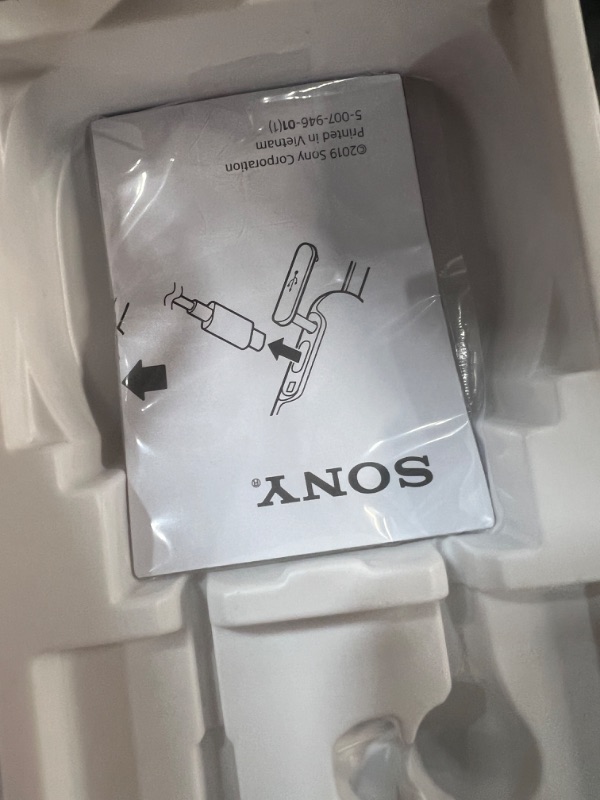 SONY®
©2019 Sony Corporation
Printed in Vietnam
5-007-946-01(1)